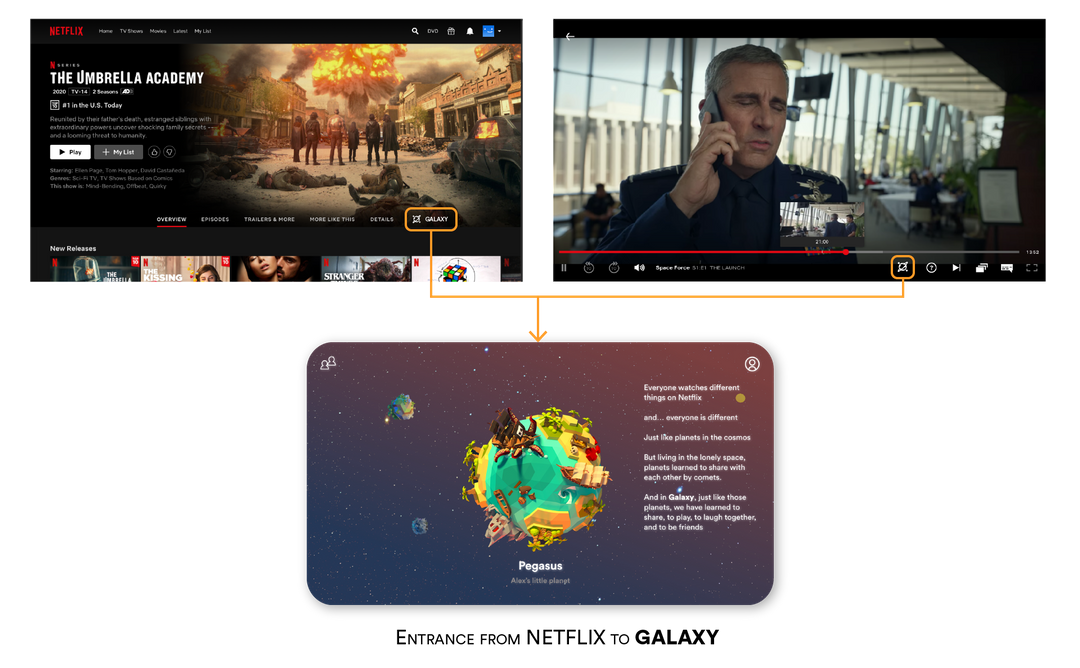 NETFLIX
Home TV Shows Movies Latest My List
DVD
N SERIES
THE UMBRELLA ACADEMY
2020 TV-14 2 Seasons AD
TOP 10 #1 in the U.S. Today
Reunited by their father's death, estranged siblings with
extraordinary powers uncover shocking family secrets --
and a looming threat to humanity.
Play
My List
Starring: Ellen Page, Tom Hopper, David Castañeda
Genres: Sci-Fi TV, TV Shows Based on Comics
This show is: Mind-Bending, Offbeat, Quirky
OVERVIEW EPISODES TRAILERS & MORE MORE LIKE THIS DETAILS GALAXY
New Releases
THE
UMBRELLA
THE
KISSING
STRANGER
21:00
13:52
10 10
Space Force S1:E1 THE LAUNCH
?
Everyone watches different
things on Netflix
and... everyone is different
Just like planets in the cosmos
But living in the lonely space,
planets learned to share with
each other by comets.
And in Galaxy, just like those
planets, we have learned to
share, to play, to laugh together,
and to be friends
Pegasus
Alex's little planet
ENTRANCE FROM NETFLIX TO GALAXY